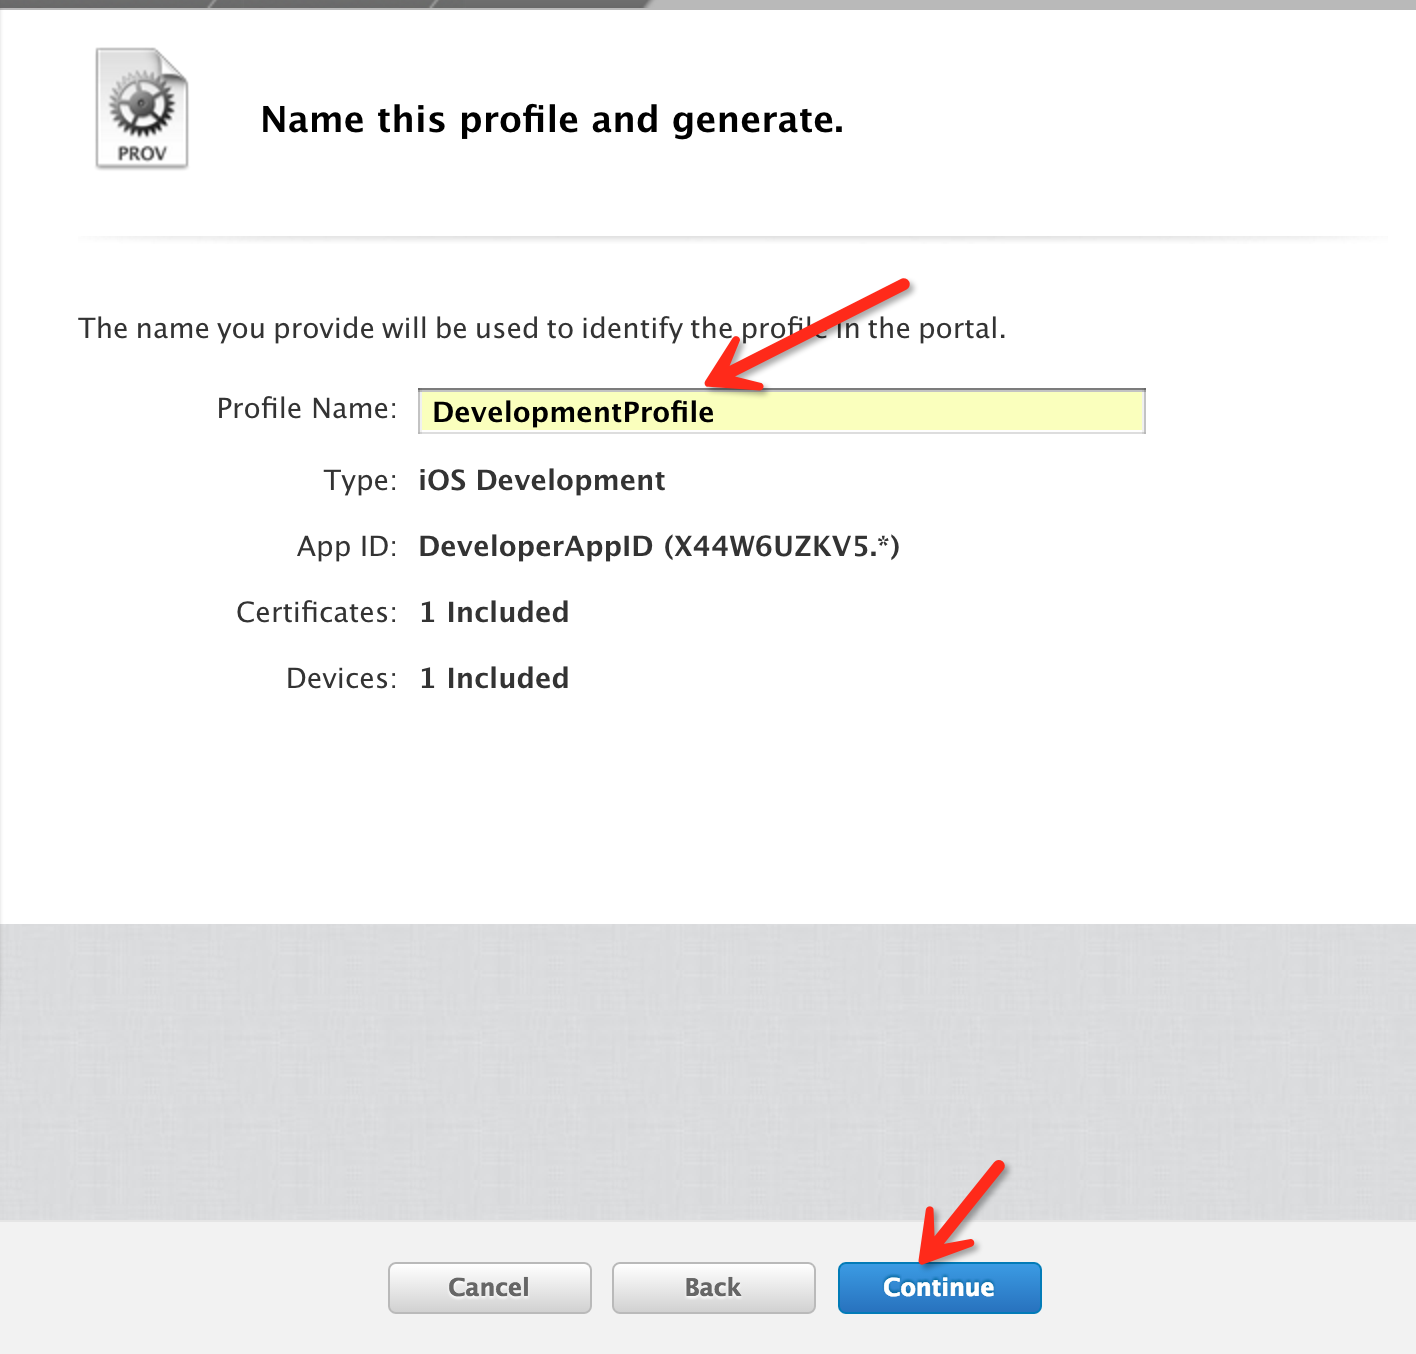 PROV
Name this profile and generate.
The name you provide will be used to identify the profile in the portal.
Profile Name: DevelopmentProfile
Type: iOS Development
App ID: DeveloperAppID (X44W6UZKV5.*)
Certificates: 1 Included
Devices: 1 Included
Cancel Back Continue